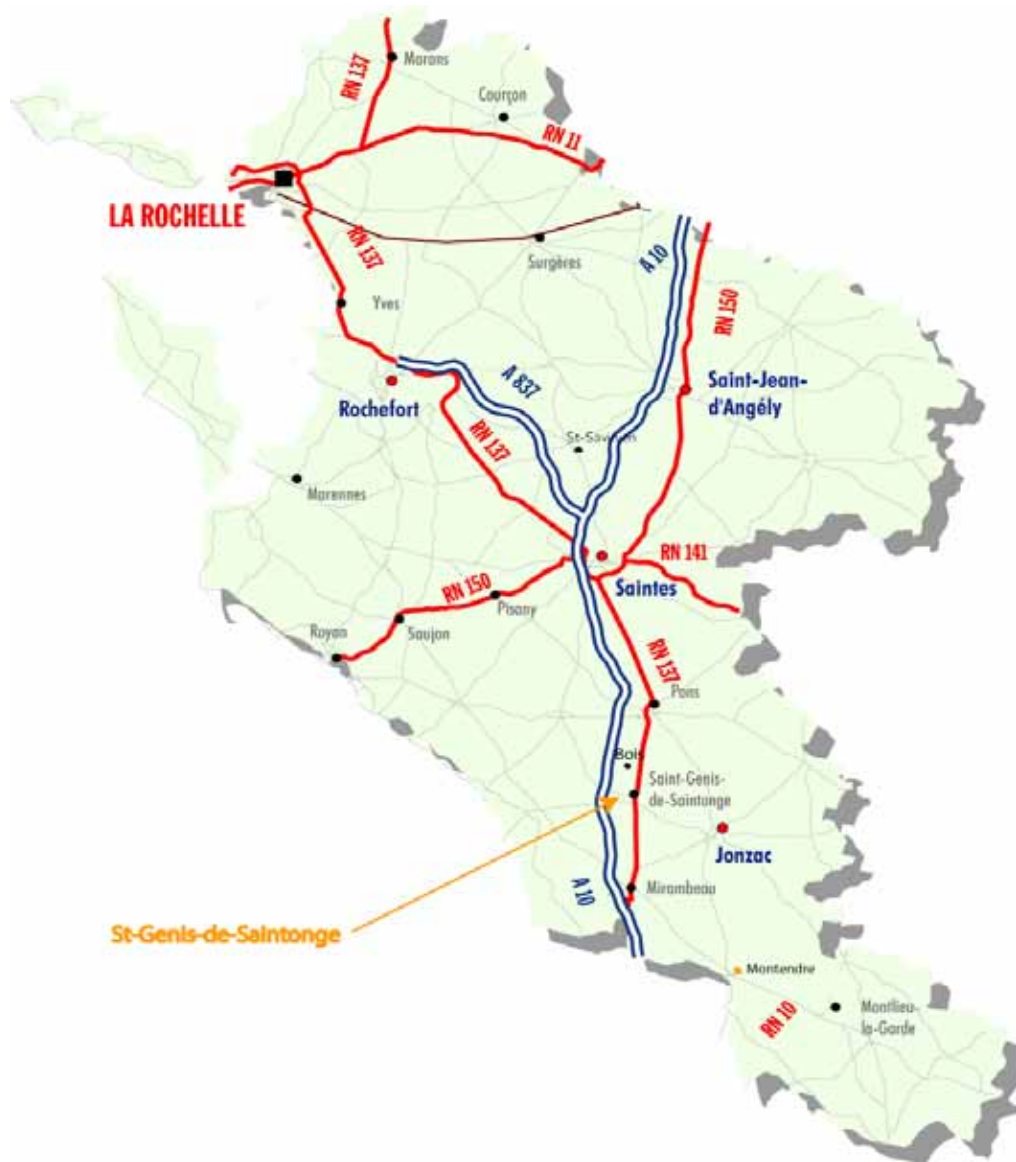 RN 137
Marans
Courçon
RN 11
LA ROCHELLE
RN 137
Surgères
A 10
Yves
RN 150
A 837
Saint-Jean-
d'Angély
Rochefort
RN 137
Marennes
RN 141
Saintes
RN 150
Pisany
Royan
Saujon
RN 137
Pons
Bois
Saint-Genis-
de-Saintonge
Jonzac
A 10
Mirambeau
St-Genis-de-Saintonge
Montendre
RN 10
Montlieu-
la-Garde